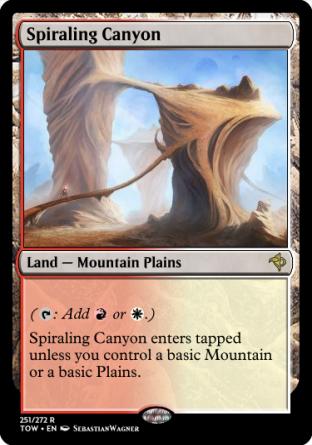 Spiraling Canyon
Land — Mountain Plains
( : Add or .)
Spiraling Canyon enters tapped
unless you control a basic Mountain
or a basic Plains.
251/272 R
TOW • EN SebastianWagner